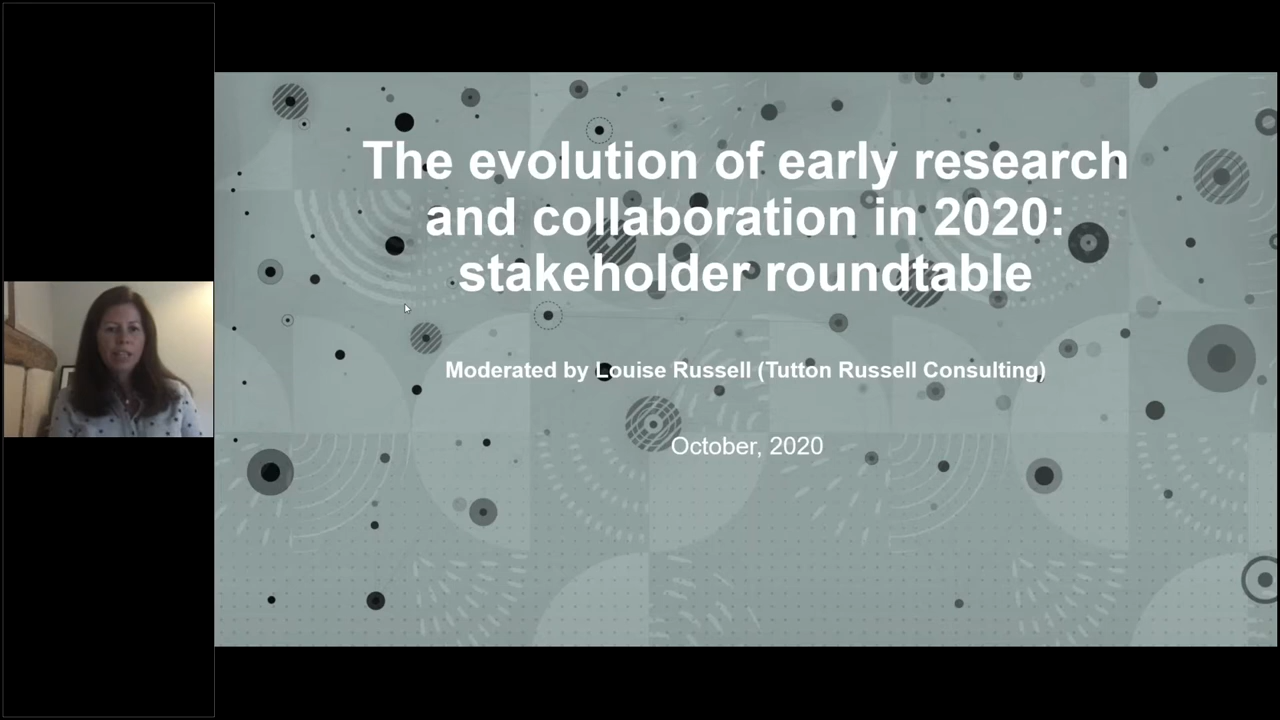 The evolution of early research
and collaboration in 2020:
stakeholder roundtable
Moderated by Louise Russell (Tutton Russell Consulting)
October, 2020